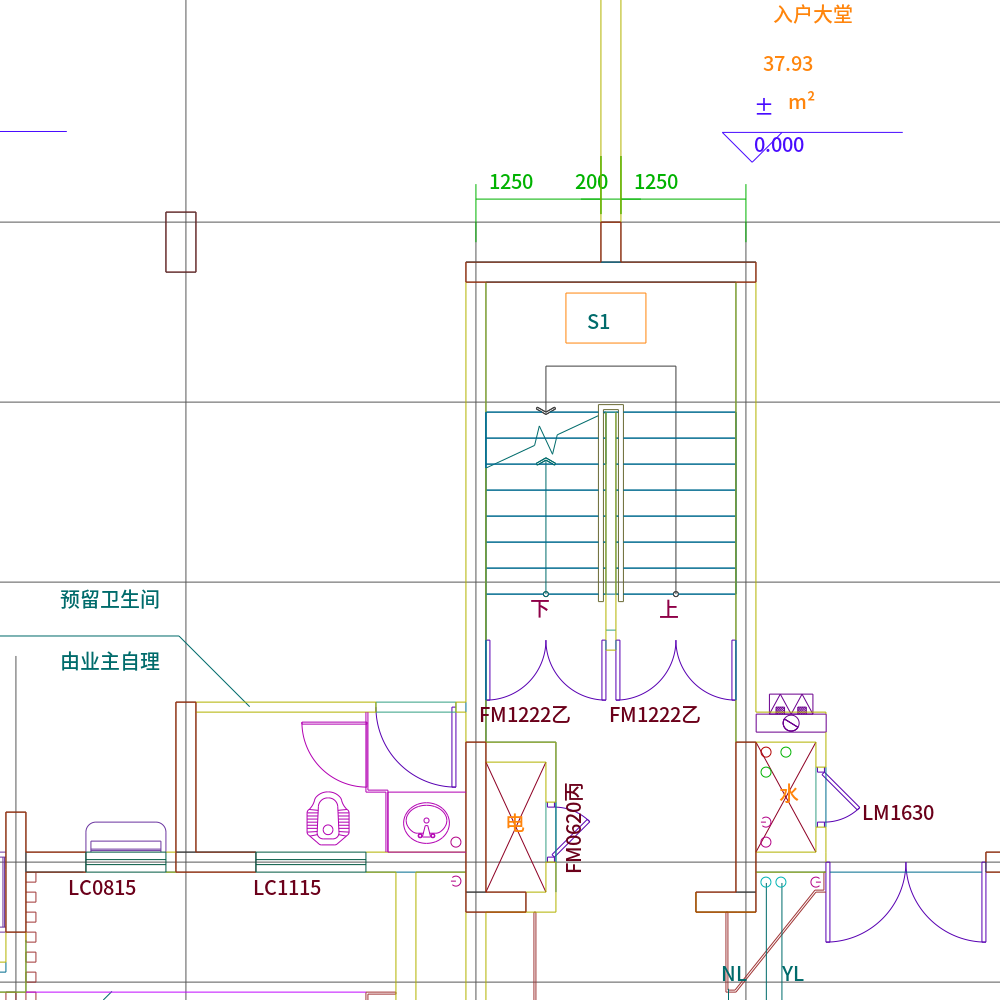 入户大堂
37.93
m²
±
0.000
1250
200
1250
S1
下
上
预留卫生间
由业主自理
FM1222乙
FM1222乙
电
FM0620丙
水
LM1630
LC0815
LC1115
NL
YL